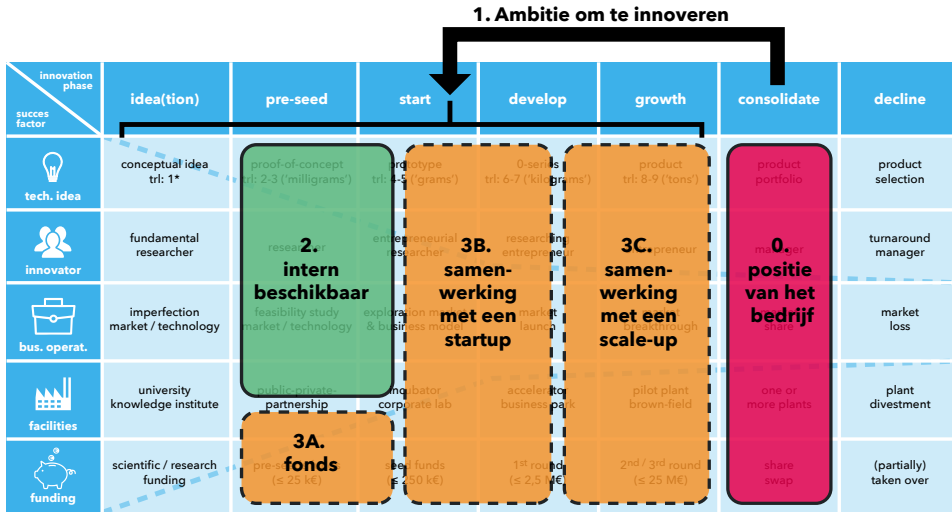 1. Ambitie om te innoveren
innovation
phase
succes
factor
idea(tion)
pre-seed
start
develop
growth
consolidate
decline
tech. idea
conceptual idea
trl: 1*
proof-of-concept
trl: 2-3 ('milligrams')
prototype
trl: 4-5 ('grams')
0-series
trl: 6-7 ('kilograms')
product
trl: 8-9 ('tons')
product
portfolio
product
selection
innovator
fundamental
researcher
researcher
entrepreneurial
researcher
researching
entrepreneur
entrepreneur
manager
turnaround
manager
bus. operat.
imperfection
market / technology
feasibility study
market / technology
exploration
& business model
market
launch
breakthrough
share
market
loss
facilities
university
knowledge institute
public-private-
partnership
incubator
corporate lab
accelerator
business park
pilot plant
brown-field
one or
more plants
plant
divestment
funding
scientific / research
funding
pre-seed
(≤ 25 k€)
seed funds
(≤ 250 k€)
1st round
(≤ 2,5 M€)
2nd / 3rd round
(≤ 25 M€)
share
swap
(partially)
taken over
2.
intern
beschikbaar
3A.
fonds
3B.
samen-
werking
met een
startup
3C.
samen-
werking
met een
scale-up
0.
positie
van het
bedrijf